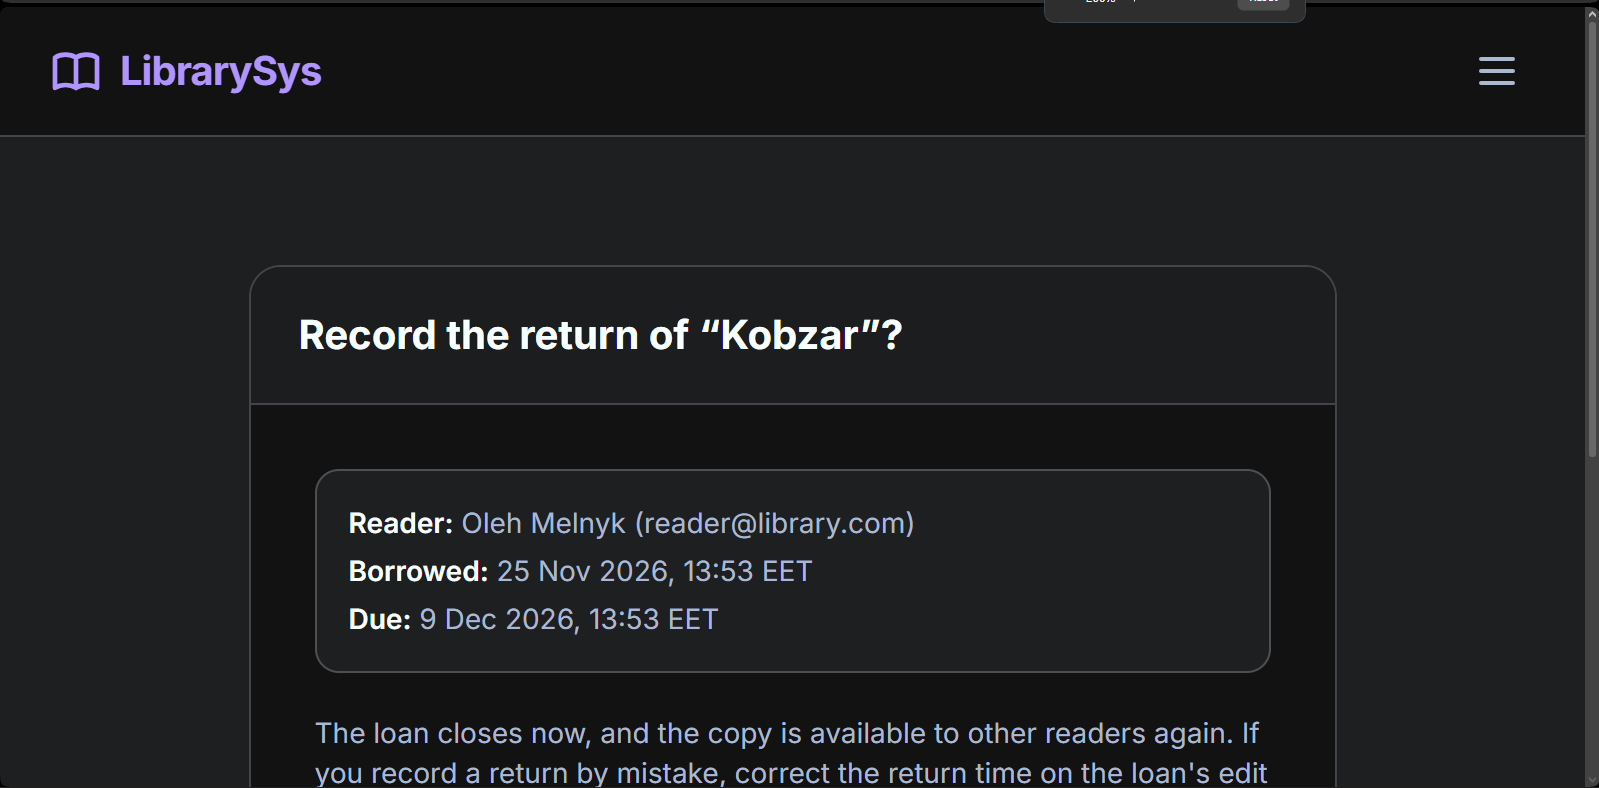 LibrarySys
Record the return of “Kobzar”?
Reader: Oleh Melnyk (reader@library.com)
Borrowed: 25 Nov 2026, 13:53 EET
Due: 9 Dec 2026, 13:53 EET
The loan closes now, and the copy is available to other readers again. If
you record a return by mistake, correct the return time on the loan's edit